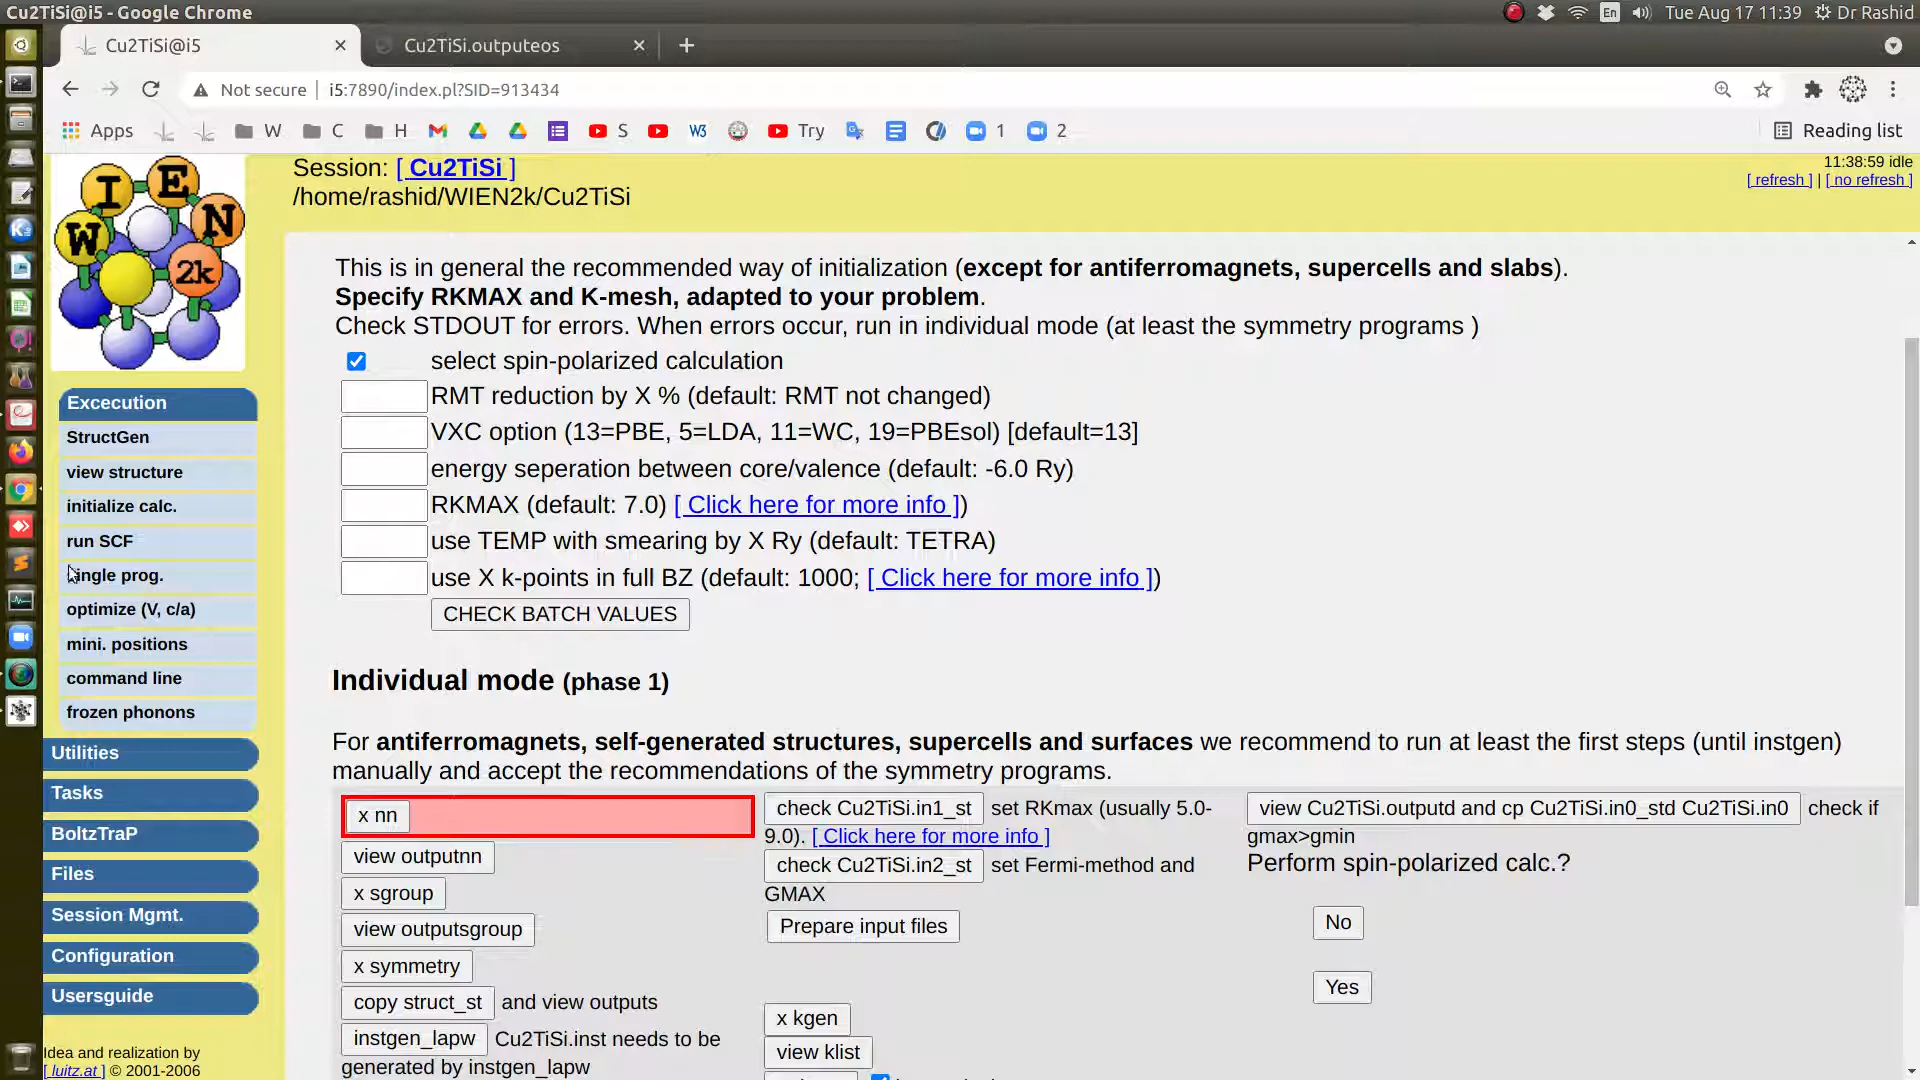 Cu2TiSi@i5 - Google Chrome
En
Tue Aug 17 11:39
Dr Rashid
Cu2TiSi@i5
Cu2TiSi.outputeos
Not secure
i5:7890/index.pl?SID=913434
Apps
W
C
H
W3
S
Try
1
2
Reading list
W I E N 2k
Session: [ Cu2TiSi ]
/home/rashid/WIEN2k/Cu2TiSi
11:38:59 idle
[ refresh ] | [ no refresh ]
Excecution
StructGen
view structure
initialize calc.
run SCF
single prog.
optimize (V, c/a)
mini. positions
command line
frozen phonons
Utilities
Tasks
BoltzTraP
Files
Session Mgmt.
Configuration
Usersguide
Idea and realization by
[ luitz.at ] © 2001-2006
This is in general the recommended way of initialization (except for antiferromagnets, supercells and slabs).
Specify RKMAX and K-mesh, adapted to your problem.
Check STDOUT for errors. When errors occur, run in individual mode (at least the symmetry programs )
select spin-polarized calculation
RMT reduction by X % (default: RMT not changed)
VXC option (13=PBE, 5=LDA, 11=WC, 19=PBEsol) [default=13]
energy seperation between core/valence (default: -6.0 Ry)
RKMAX (default: 7.0) [ Click here for more info ])
use TEMP with smearing by X Ry (default: TETRA)
use X k-points in full BZ (default: 1000; [ Click here for more info ])
CHECK BATCH VALUES
Individual mode (phase 1)
For antiferromagnets, self-generated structures, supercells and surfaces we recommend to run at least the first steps (until instgen)
manually and accept the recommendations of the symmetry programs.
x nn
view outputnn
x sgroup
view outputsgroup
x symmetry
copy struct_st and view outputs
instgen_lapw Cu2TiSi.inst needs to be
generated by instgen_lapw
check Cu2TiSi.in1_st set RKmax (usually 5.0-
9.0). [ Click here for more info ]
check Cu2TiSi.in2_st set Fermi-method and
GMAX
Prepare input files
x kgen
view klist
view Cu2TiSi.outputd and cp Cu2TiSi.in0_std Cu2TiSi.in0 check if
gmax>gmin
Perform spin-polarized calc.?
No
Yes